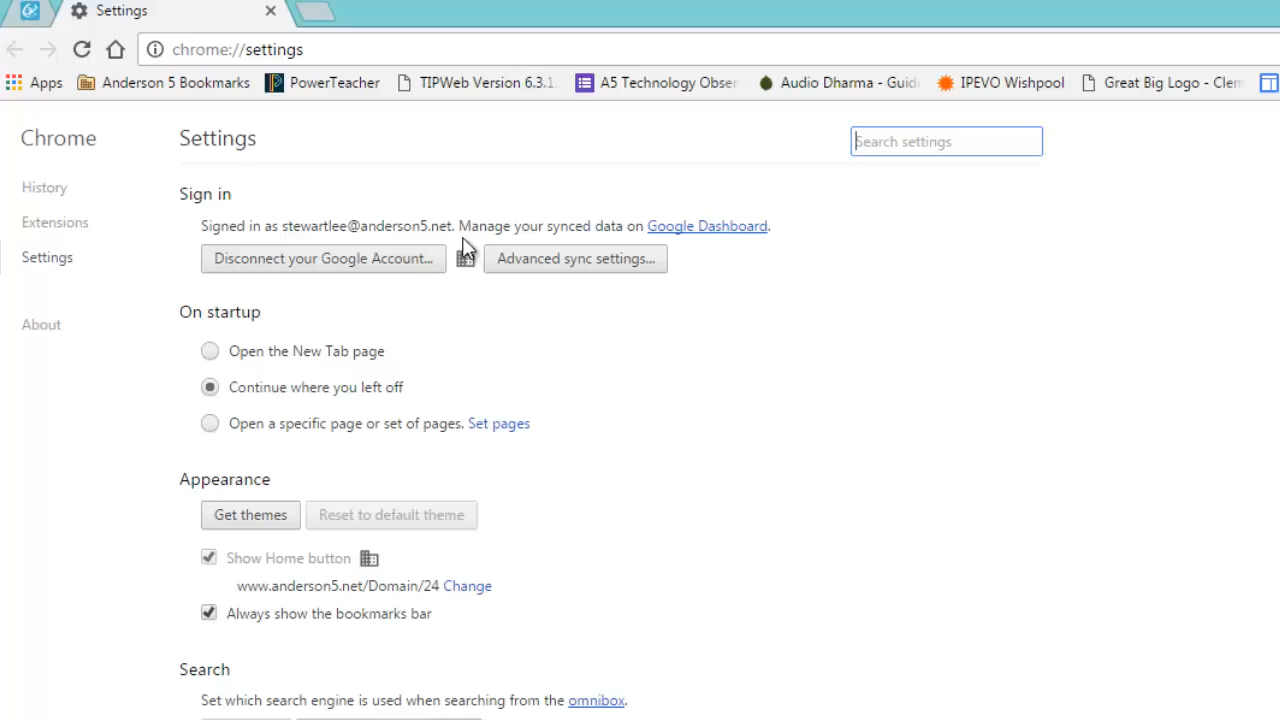 Settings
chrome://settings
Apps Anderson 5 Bookmarks PowerTeacher TIPWeb Version 6.3.1. A5 Technology Obser Audio Dharma - Guid IPEVO Wishpool Great Big Logo - Clem
Chrome
Settings
Search settings
History
Extensions
Settings
About
Sign in
Signed in as stewartlee@anderson5.net. Manage your synced data on Google Dashboard.
Disconnect your Google Account... Advanced sync settings...
On startup
Open the New Tab page
Continue where you left off
Open a specific page or set of pages. Set pages
Appearance
Get themes Reset to default theme
Show Home button
www.anderson5.net/Domain/24 Change
Always show the bookmarks bar
Search
Set which search engine is used when searching from the omnibox.